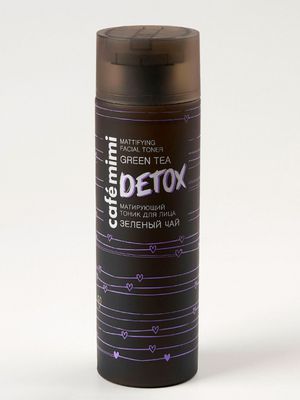 cafémimi
MATTIFYING
FACIAL TONER
GREEN TEA
DETOX
МАТИРУЮЩИЙ
ТОНИК ДЛЯ ЛИЦА
ЗЕЛЕНЫЙ ЧАЙ